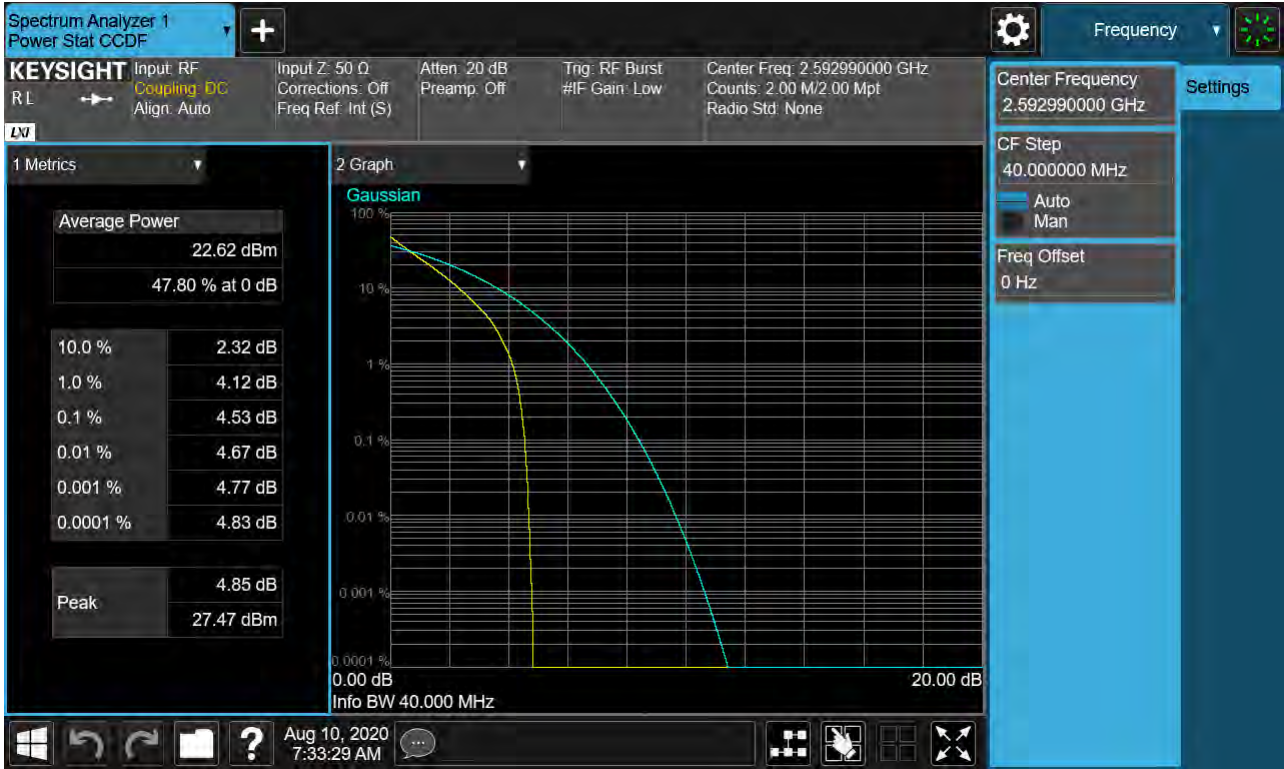 Spectrum Analyzer 1
Power Stat CCDF
+
Frequency
KEYSIGHT
R L
LXI
Input: RF
Coupling: DC
Align: Auto
Input Z: 50 Ω
Corrections: Off
Freq Ref: Int (S)
Atten: 20 dB
Preamp: Off
Trig: RF Burst
#IF Gain: Low
Center Freq: 2.592990000 GHz
Counts: 2.00 M/2.00 Mpt
Radio Std: None
Center Frequency
2.592990000 GHz
Settings
CF Step
40.000000 MHz
Auto
Man
Freq Offset
0 Hz
1 Metrics
Average Power
22.62 dBm
47.80 % at 0 dB
10.0 % 2.32 dB
1.0 % 4.12 dB
0.1 % 4.53 dB
0.01 % 4.67 dB
0.001 % 4.77 dB
0.0001 % 4.83 dB
Peak
4.85 dB
27.47 dBm
2 Graph
Gaussian
100 %
10 %
1 %
0.1 %
0.01 %
0.001 %
0.0001 %
0.00 dB 20.00 dB
Info BW 40.000 MHz
?
Aug 10, 2020
7:33:29 AM